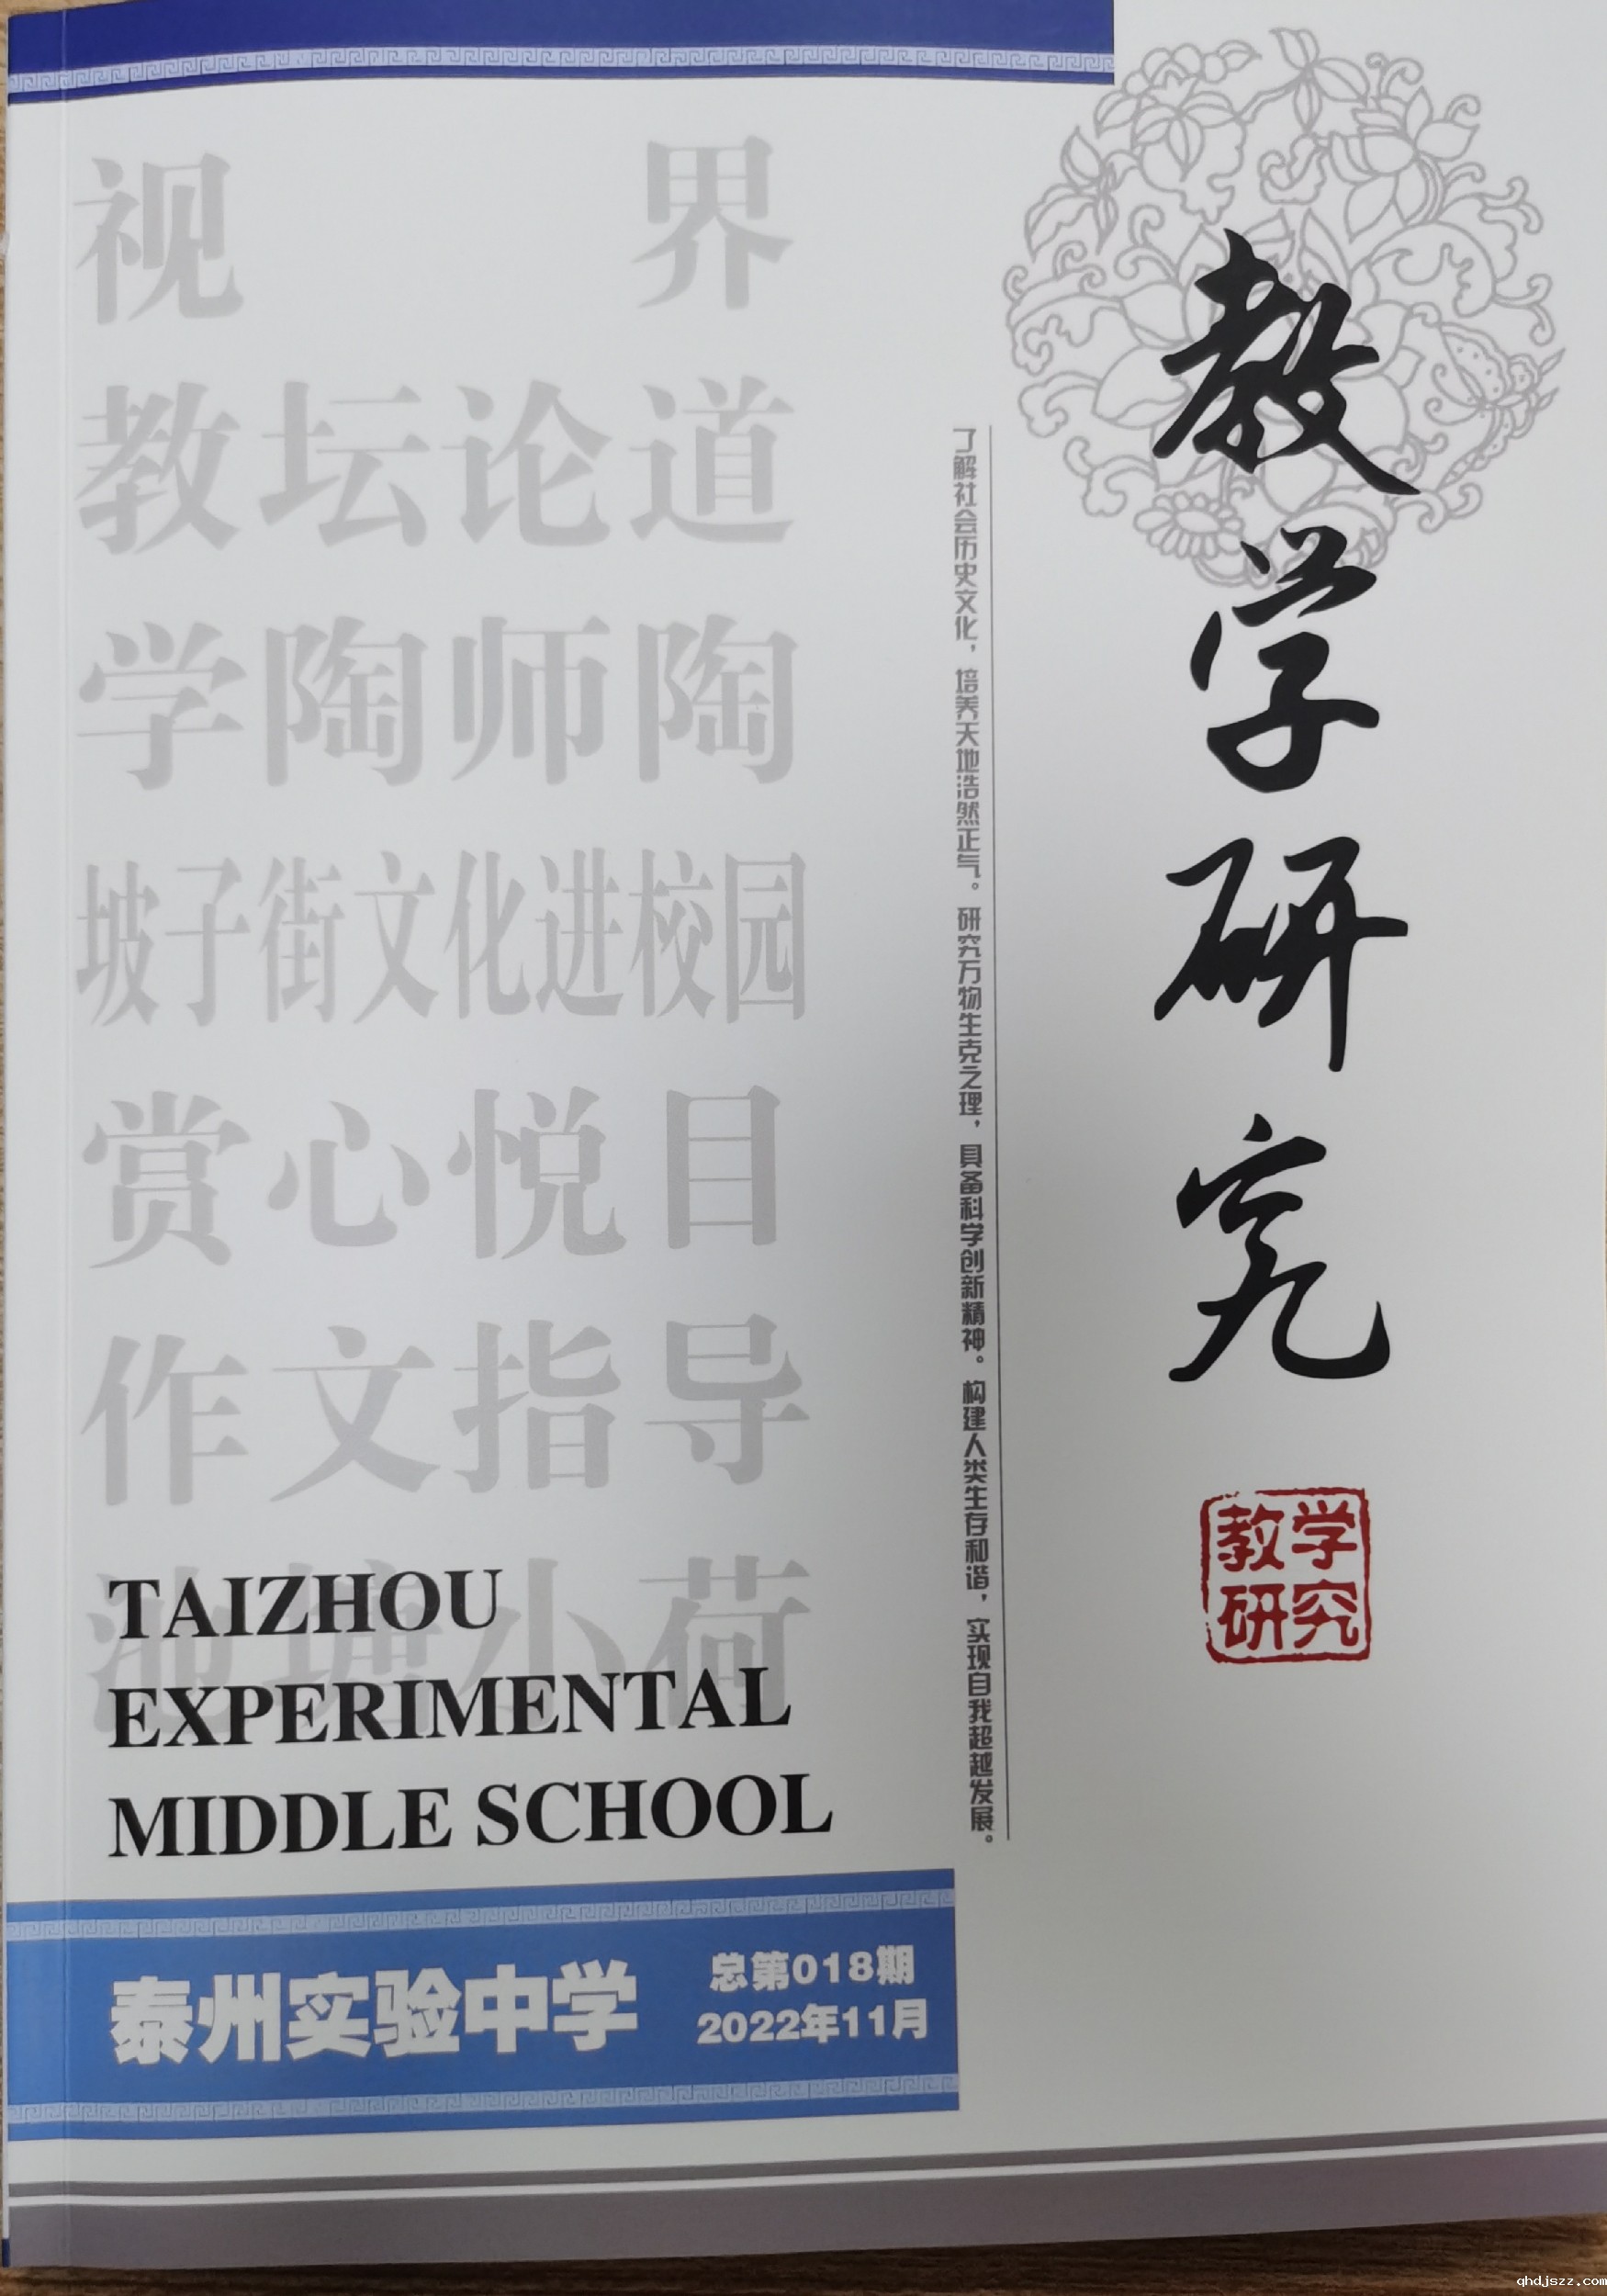 视界
教坛论道
学陶师陶
坡子街文化进校园
赏心悦目
作文指导
池塘小荷
TAIZHOU
EXPERIMENTAL
MIDDLE SCHOOL
泰州实验中学
总第018期
2022年11月
了解社会历史文化，培养天地浩然正气。研究万物生克之理，具备科学创新精神。构建人类生存和谐，实现自我超越发展。
教学研究
教学
研究
qhdjszz.com